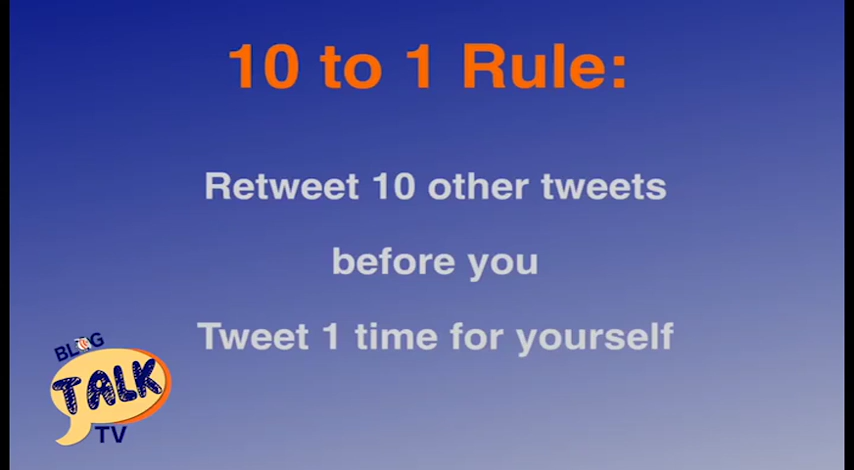 10 to 1 Rule:
Retweet 10 other tweets
before you
Tweet 1 time for yourself
BLOG
TALK
TV